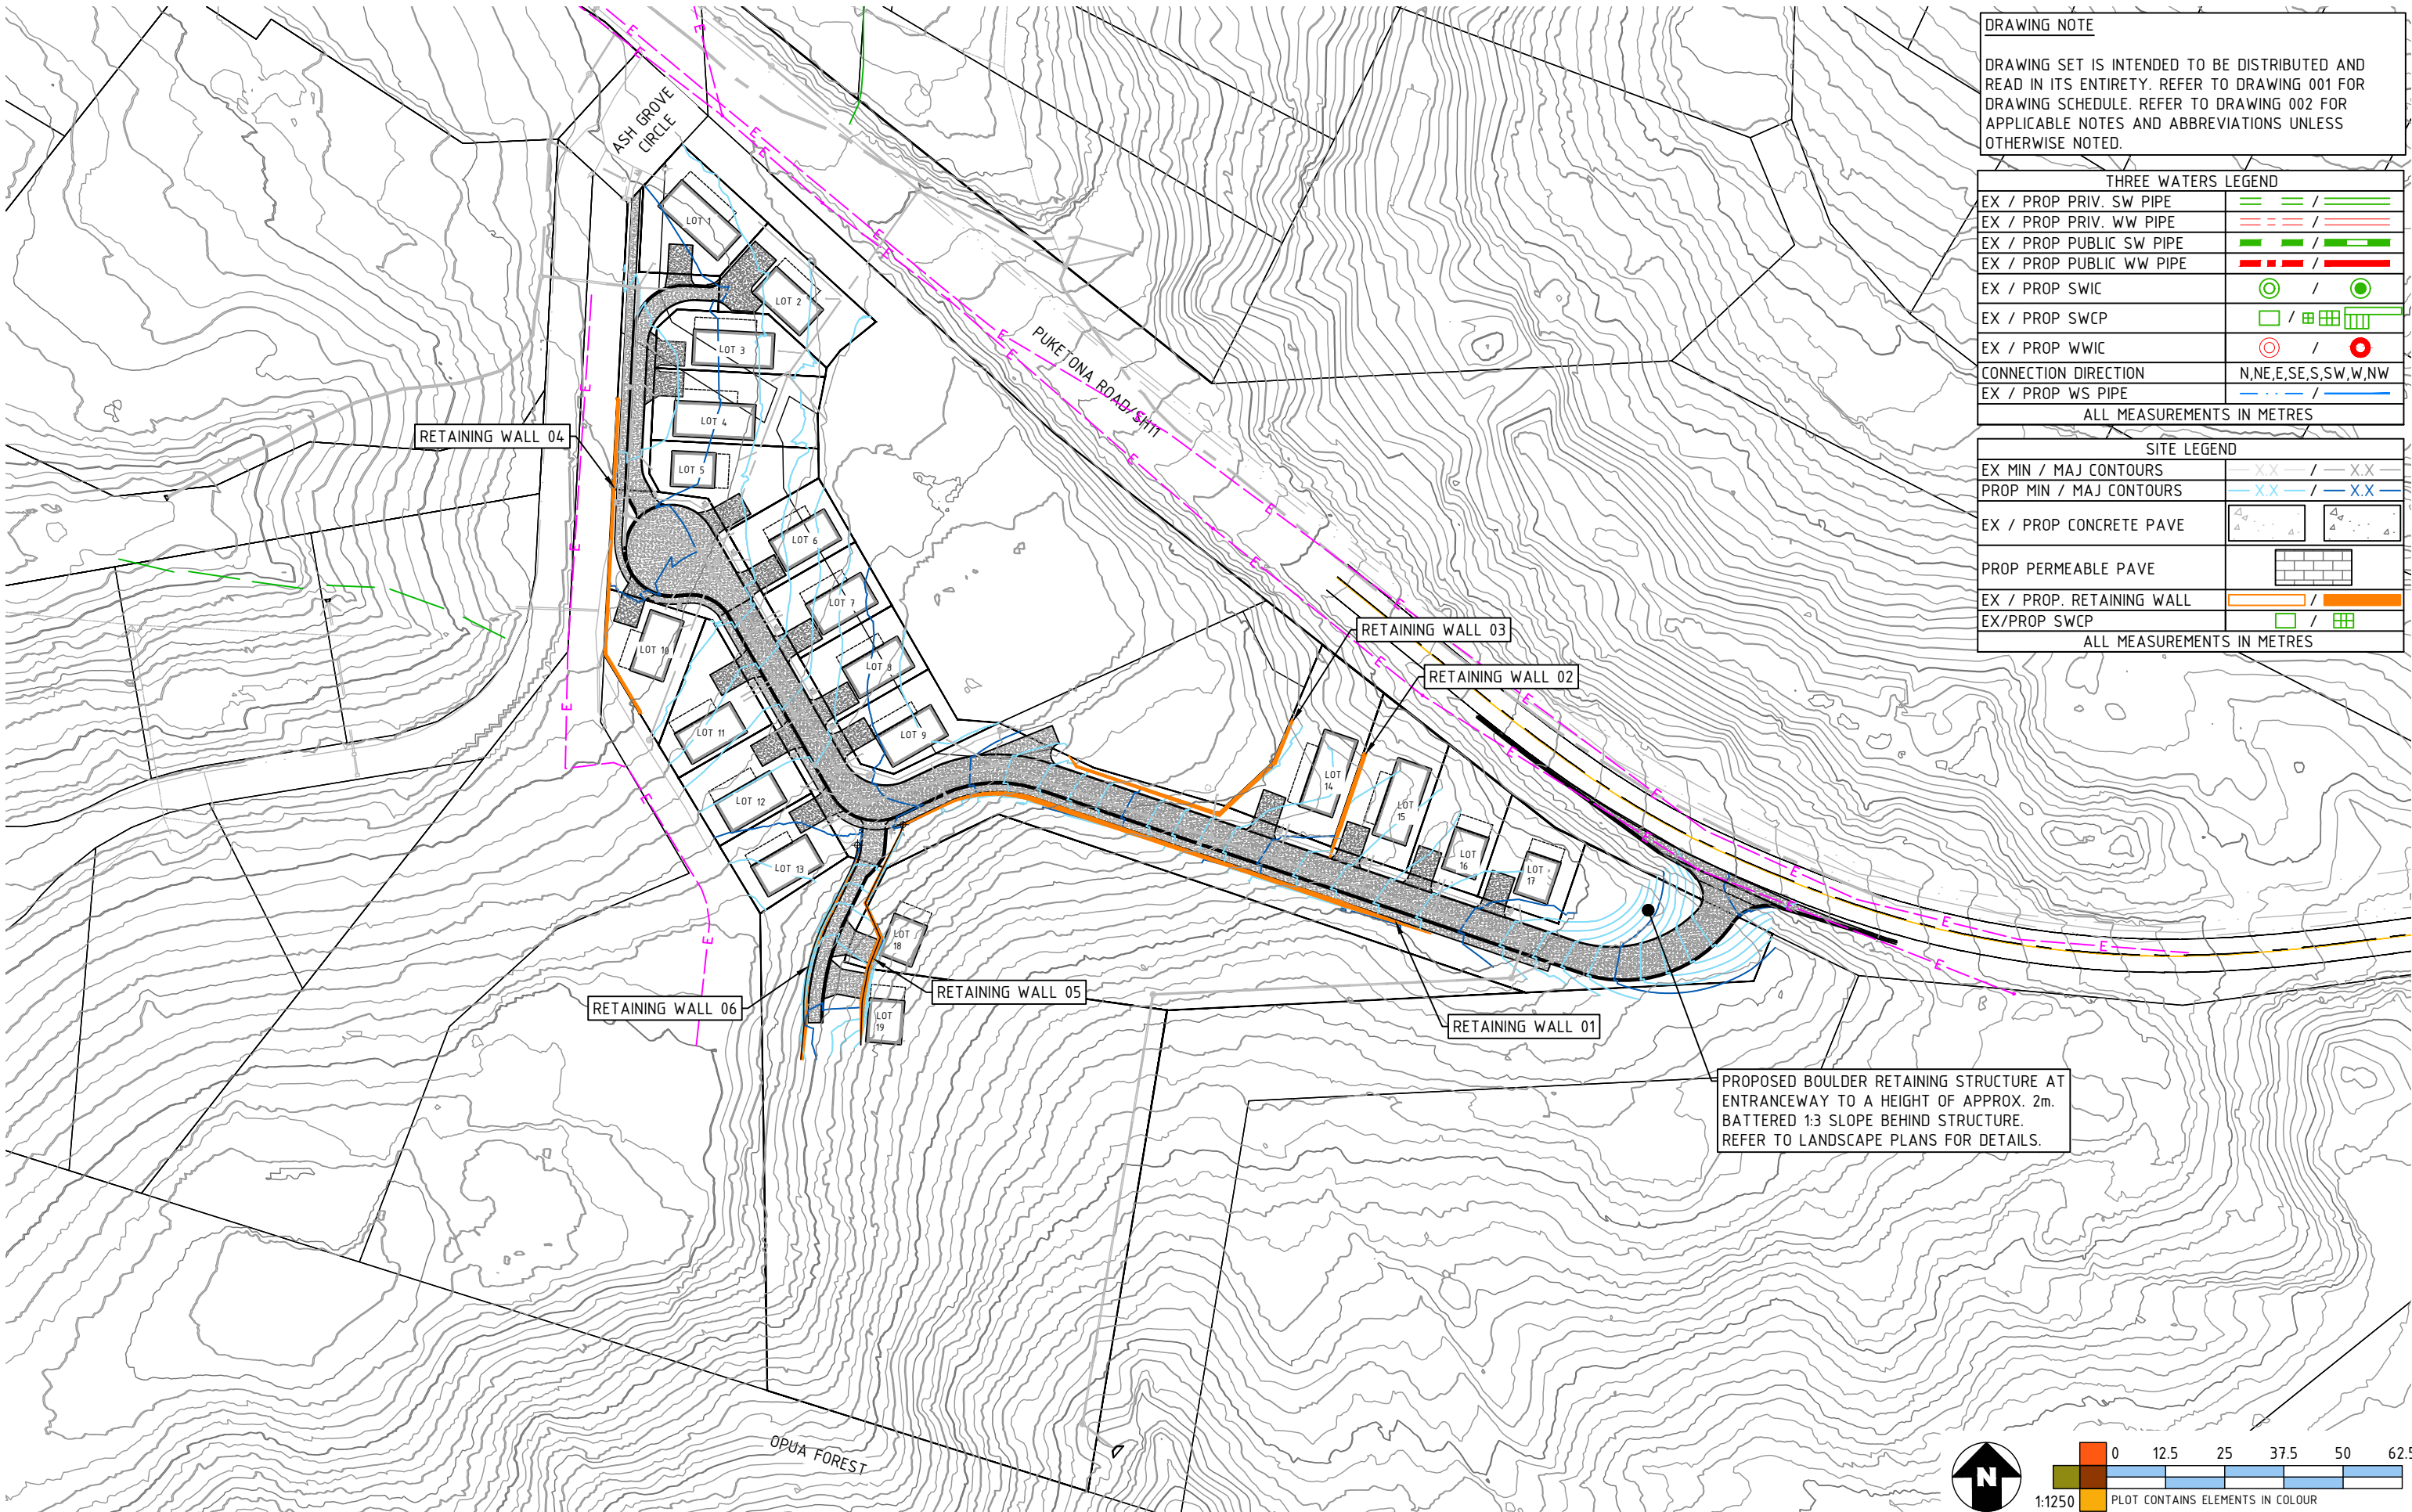 DRAWING NOTE
DRAWING SET IS INTENDED TO BE DISTRIBUTED AND
READ IN ITS ENTIRETY. REFER TO DRAWING 001 FOR
DRAWING SCHEDULE. REFER TO DRAWING 002 FOR
APPLICABLE NOTES AND ABBREVIATIONS UNLESS
OTHERWISE NOTED.
THREE WATERS LEGEND
EX / PROP PRIV. SW PIPE /
EX / PROP PRIV. WW PIPE /
EX / PROP PUBLIC SW PIPE /
EX / PROP PUBLIC WW PIPE /
EX / PROP SWIC /
EX / PROP SWCP /
EX / PROP WWIC /
CONNECTION DIRECTION N,NE,E,SE,S,SW,W,NW
EX / PROP WS PIPE /
ALL MEASUREMENTS IN METRES
SITE LEGEND
EX MIN / MAJ CONTOURS X.X / X.X
PROP MIN / MAJ CONTOURS X.X / X.X
EX / PROP CONCRETE PAVE
PROP PERMEABLE PAVE
EX / PROP. RETAINING WALL /
EX/PROP SWCP /
ALL MEASUREMENTS IN METRES
ASH GROVE
CIRCLE
PUKETONA ROAD/SH11
LOT 1
LOT 2
LOT 3
LOT 4
LOT 5
LOT 6
LOT 7
LOT 8
LOT 9
LOT 10
LOT 11
LOT 12
LOT 13
LOT
14
LOT
15
LOT
16
LOT
17
LOT
18
LOT
19
RETAINING WALL 04
RETAINING WALL 03
RETAINING WALL 02
RETAINING WALL 05
RETAINING WALL 06
RETAINING WALL 01
PROPOSED BOULDER RETAINING STRUCTURE AT
ENTRANCEWAY TO A HEIGHT OF APPROX. 2m.
BATTERED 1:3 SLOPE BEHIND STRUCTURE.
REFER TO LANDSCAPE PLANS FOR DETAILS.
OPUA FOREST
N
0 12.5 25 37.5 50 62.5
1:1250
PLOT CONTAINS ELEMENTS IN COLOUR